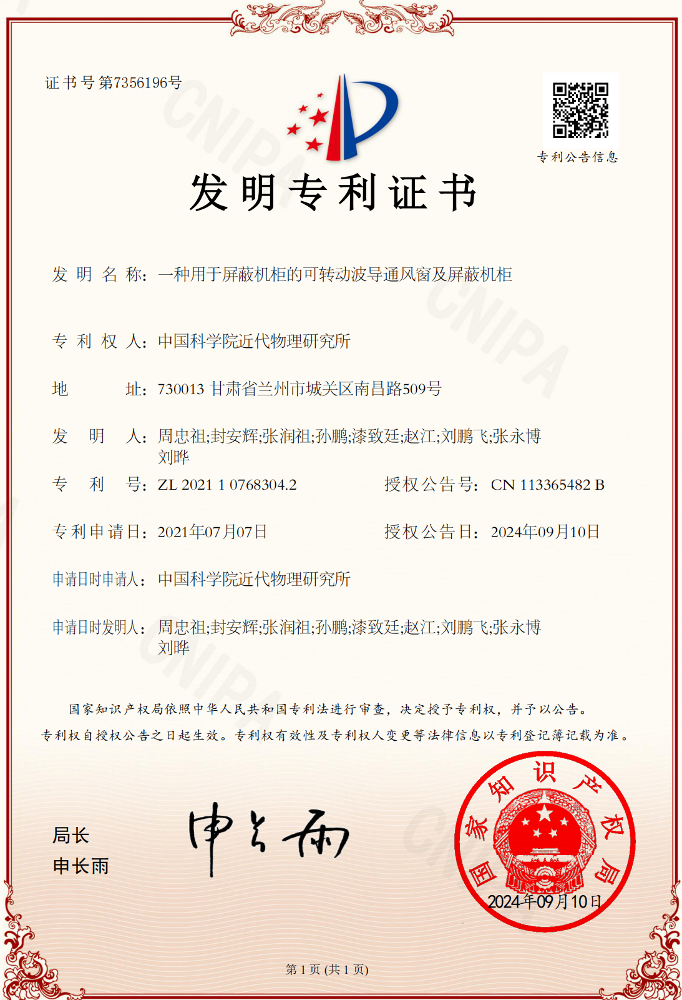 证书号第7356196号
专利公告信息
发明专利证书
发明名称：一种用于屏蔽机柜的可转动波导通风窗及屏蔽机柜
专利权人：中国科学院近代物理研究所
地址：730013 甘肃省兰州市城关区南昌路509号
发明人：周忠祖;封安辉;张润祖;孙鹏;漆致廷;赵江;刘鹏飞;张永博
刘晔
专利号：ZL 2021 1 0768304.2 授权公告号：CN 113365482 B
专利申请日：2021年07月07日 授权公告日：2024年09月10日
申请日时申请人：中国科学院近代物理研究所
申请日时发明人：周忠祖;封安辉;张润祖;孙鹏;漆致廷;赵江;刘鹏飞;张永博
刘晔
国家知识产权局依照中华人民共和国专利法进行审查，决定授予专利权，并予以公告。
专利权自授权公告之日起生效。专利权有效性及专利权人变更等法律信息以专利登记簿记载为准。
局长
申长雨
申长雨
国家知识产权局
2024年09月10日
第 1 页 (共 1 页)
CNIPA
CNIPA
CNIPA
CNIPA